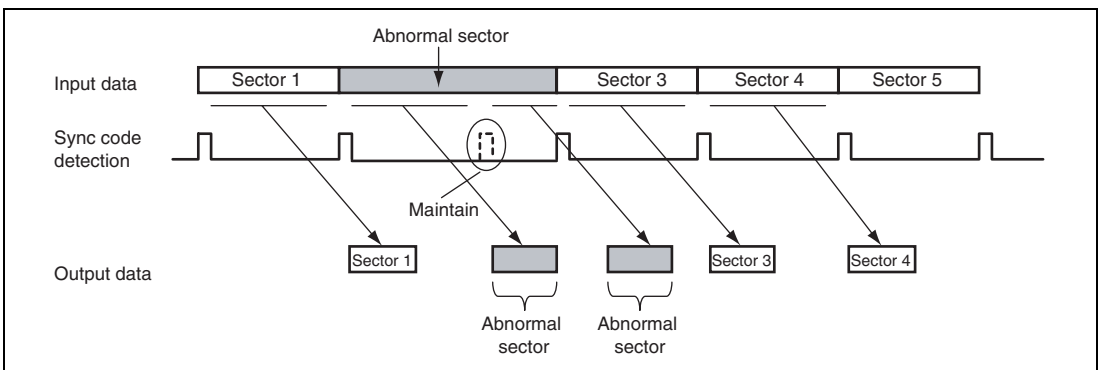 Abnormal sector
Input data
Sector 1
Sector 3
Sector 4
Sector 5
Sync code
detection
Maintain
Output data
Sector 1
Sector 3
Sector 4
Abnormal
sector
Abnormal
sector